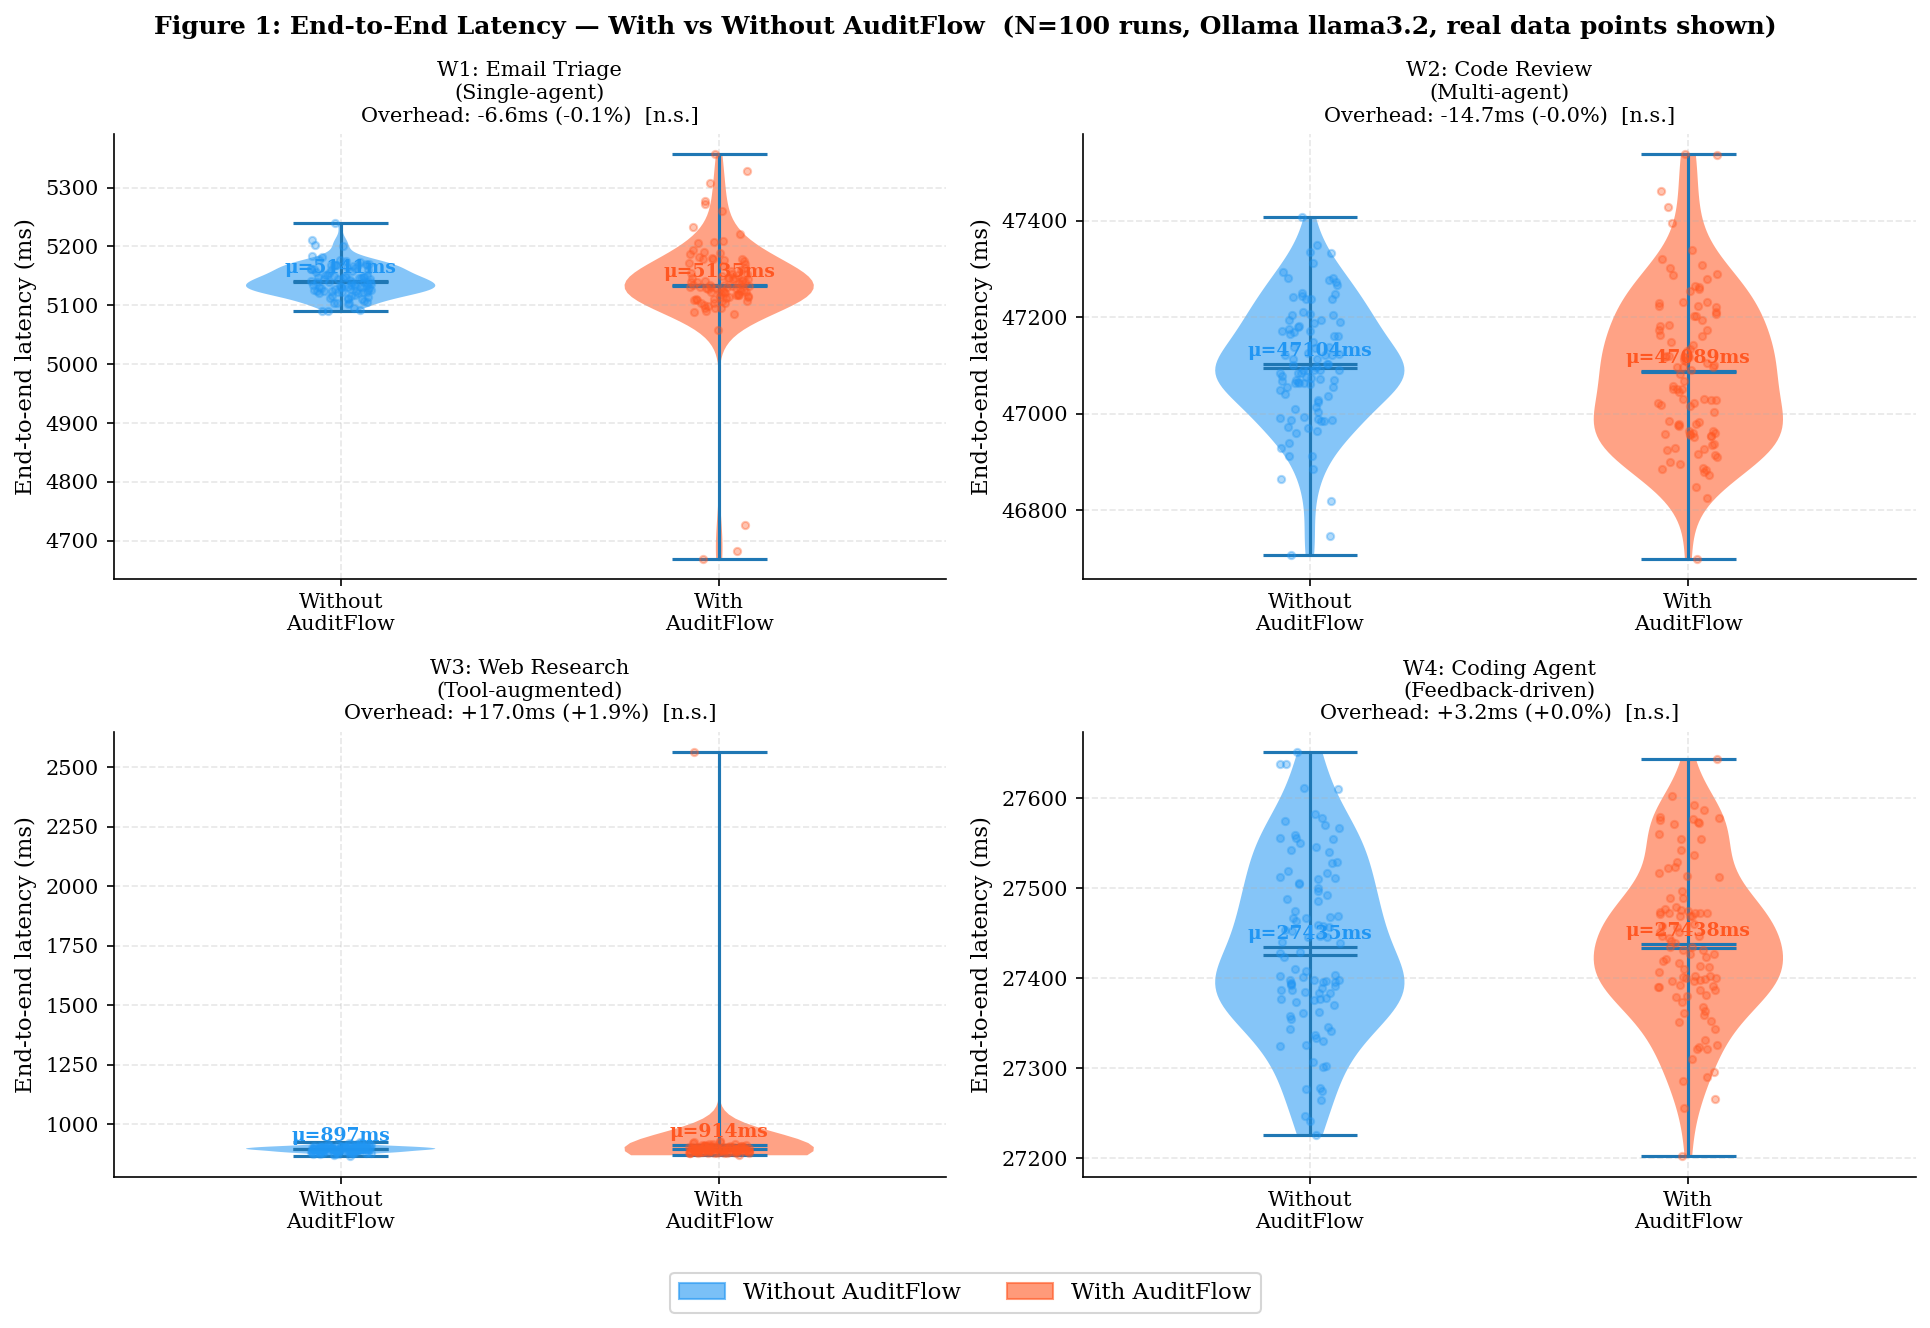 Figure 1: End-to-End Latency — With vs Without AuditFlow (N=100 runs, Ollama llama3.2, real data points shown)
W1: Email Triage
(Single-agent)
Overhead: -6.6ms (-0.1%) [n.s.]
End-to-end latency (ms)
5300
5200
5100
5000
4900
4800
4700
μ=5141ms
μ=5135ms
Without
AuditFlow
With
AuditFlow
W2: Code Review
(Multi-agent)
Overhead: -14.7ms (-0.0%) [n.s.]
End-to-end latency (ms)
47400
47200
47000
46800
μ=47104ms
μ=47089ms
Without
AuditFlow
With
AuditFlow
W3: Web Research
(Tool-augmented)
Overhead: +17.0ms (+1.9%) [n.s.]
End-to-end latency (ms)
2500
2250
2000
1750
1500
1250
1000
μ=897ms
μ=914ms
Without
AuditFlow
With
AuditFlow
W4: Coding Agent
(Feedback-driven)
Overhead: +3.2ms (+0.0%) [n.s.]
End-to-end latency (ms)
27600
27500
27400
27300
27200
μ=27435ms
μ=27438ms
Without
AuditFlow
With
AuditFlow
Without AuditFlow
With AuditFlow